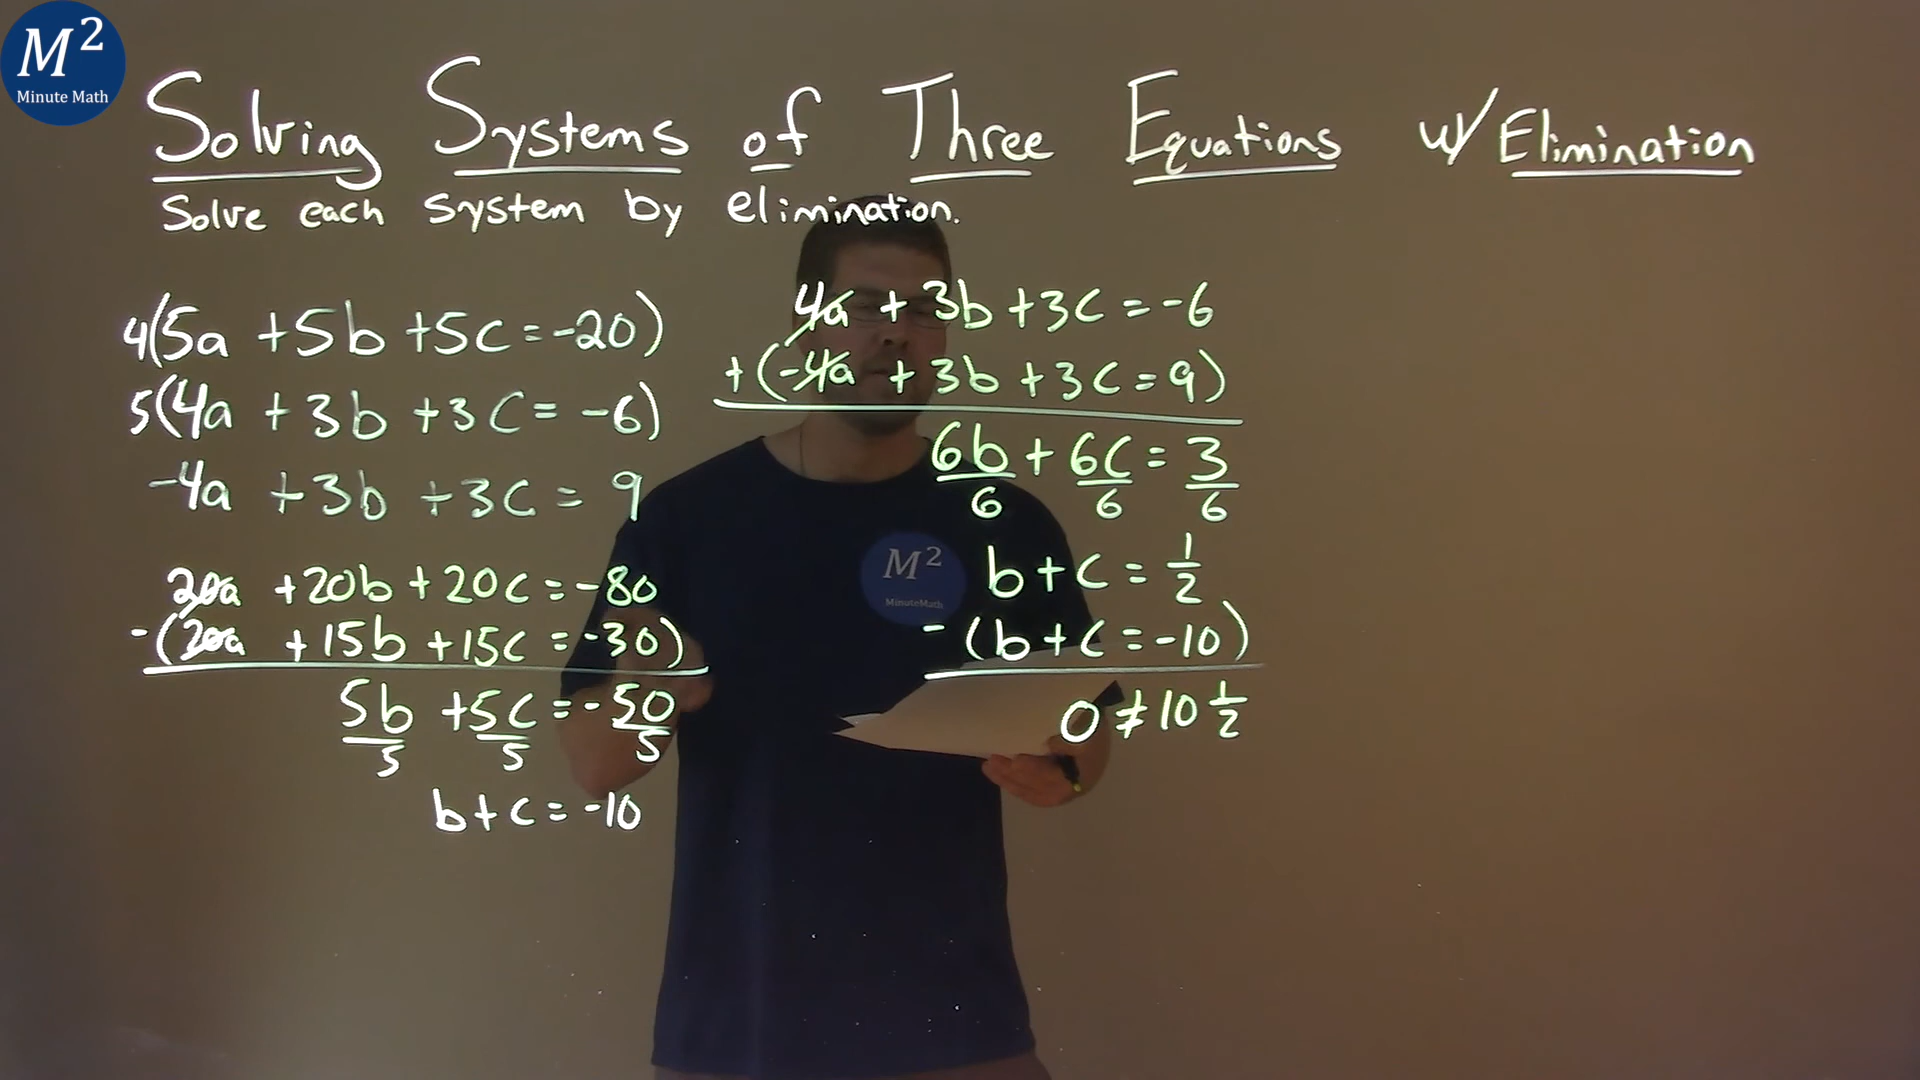 M²
Minute Math
Solving Systems of Three Equations w/ Elimination
Solve each system by elimination.
4(5a +5b +5c = -20)
5(4a +3b +3c = -6)
-4a +3b +3c = 9
20a +20b +20c = -80
-(20a +15b +15c = -30)
5b/5 +5c/5 = -50/5
b+c = -10
4a +3b +3c = -6
+(-4a +3b +3c = 9)
6b/6 + 6c/6 = 3/6
b+c = 1/2
-(b+c = -10)
0 ≠ 10 1/2
M²
MinuteMath